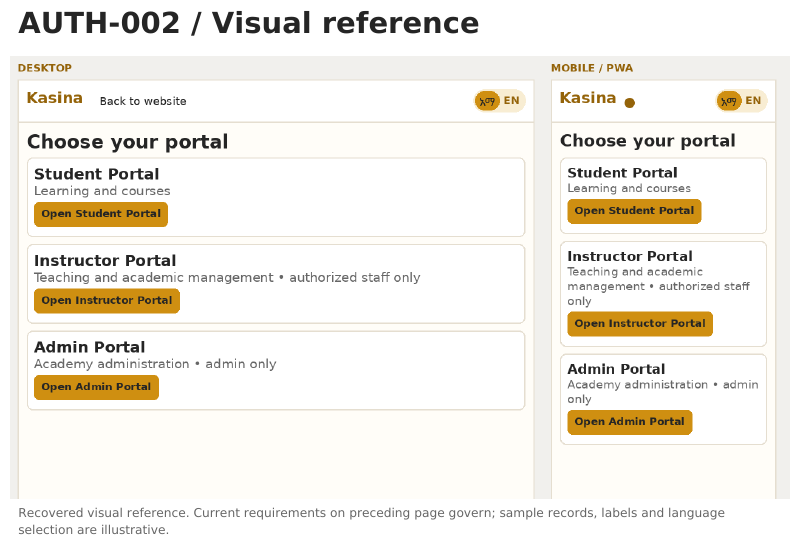 AUTH-002 / Visual reference
DESKTOP
Kasina
Back to website
EN
Choose your portal
Student Portal
Learning and courses
Open Student Portal
Instructor Portal
Teaching and academic management • authorized staff only
Open Instructor Portal
Admin Portal
Academy administration • admin only
Open Admin Portal
MOBILE / PWA
Kasina
EN
Choose your portal
Student Portal
Learning and courses
Open Student Portal
Instructor Portal
Teaching and academic
management • authorized staff
only
Open Instructor Portal
Admin Portal
Academy administration • admin
only
Open Admin Portal
Recovered visual reference. Current requirements on preceding page govern; sample records, labels and language
selection are illustrative.